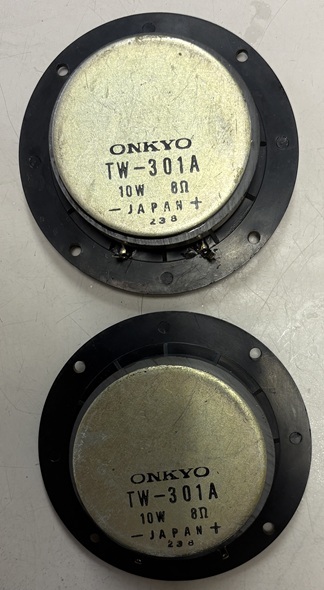 ONKYO
TW-301A
10W 8Ω
- JAPAN +
238
ONKYO
TW-301A
10W 8Ω
- JAPAN +
238